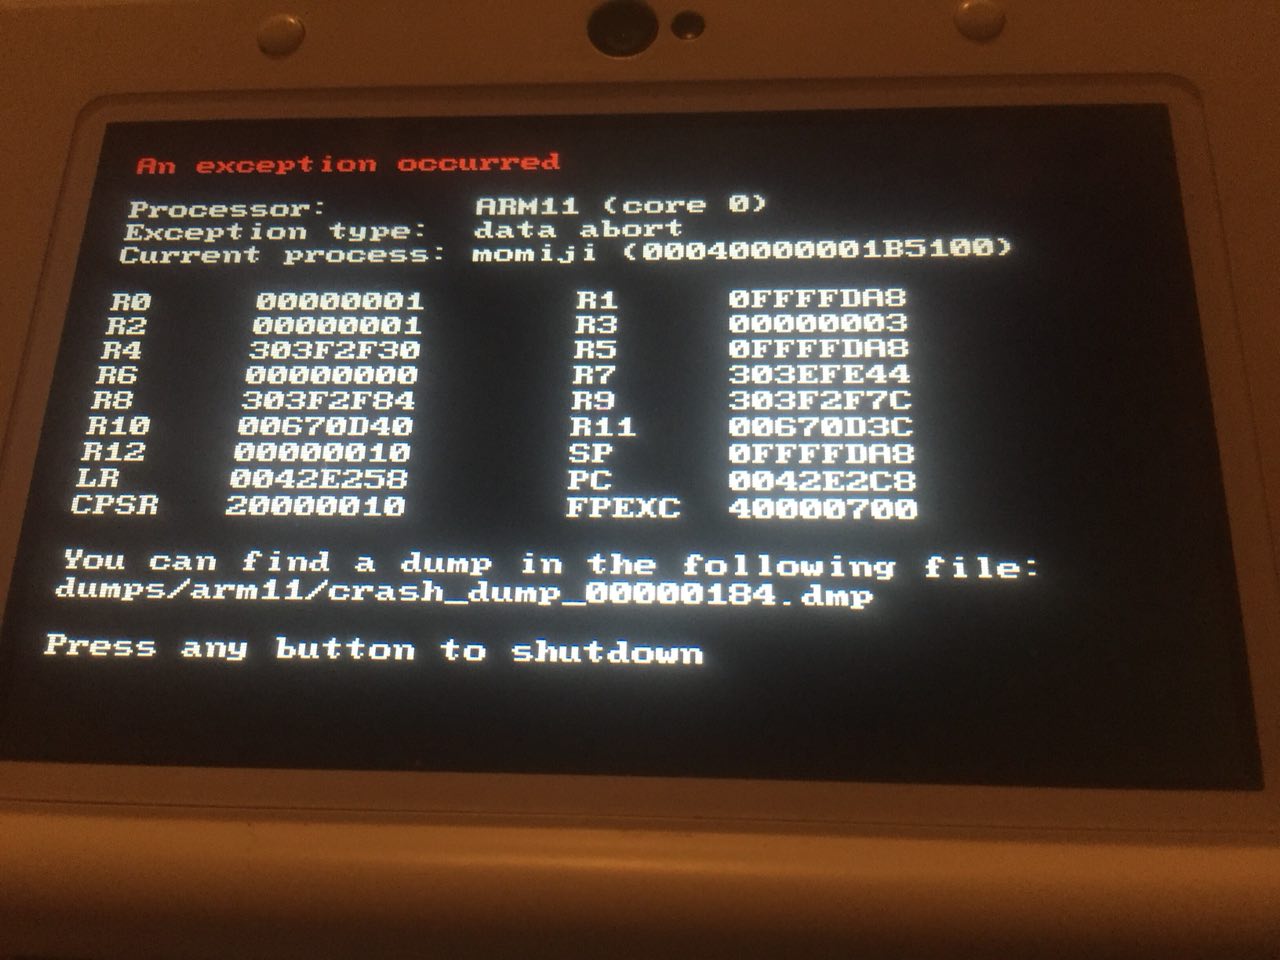 An exception occurred
Processor: ARM11 (core 0)
Exception type: data abort
Current process: momiji (00040000001B5100)
R0 00000001 R1 0FFFFDA8
R2 00000001 R3 00000003
R4 303F2F30 R5 0FFFFDA8
R6 00000000 R7 303EFE44
R8 303F2F84 R9 303F2F7C
R10 00670D40 R11 00670D3C
R12 00000010 SP 0FFFFDA8
LR 0042E258 PC 0042E2C8
CPSR 20000010 FPEXC 40000700
You can find a dump in the following file:
dumps/arm11/crash_dump_00000184.dmp
Press any button to shutdown